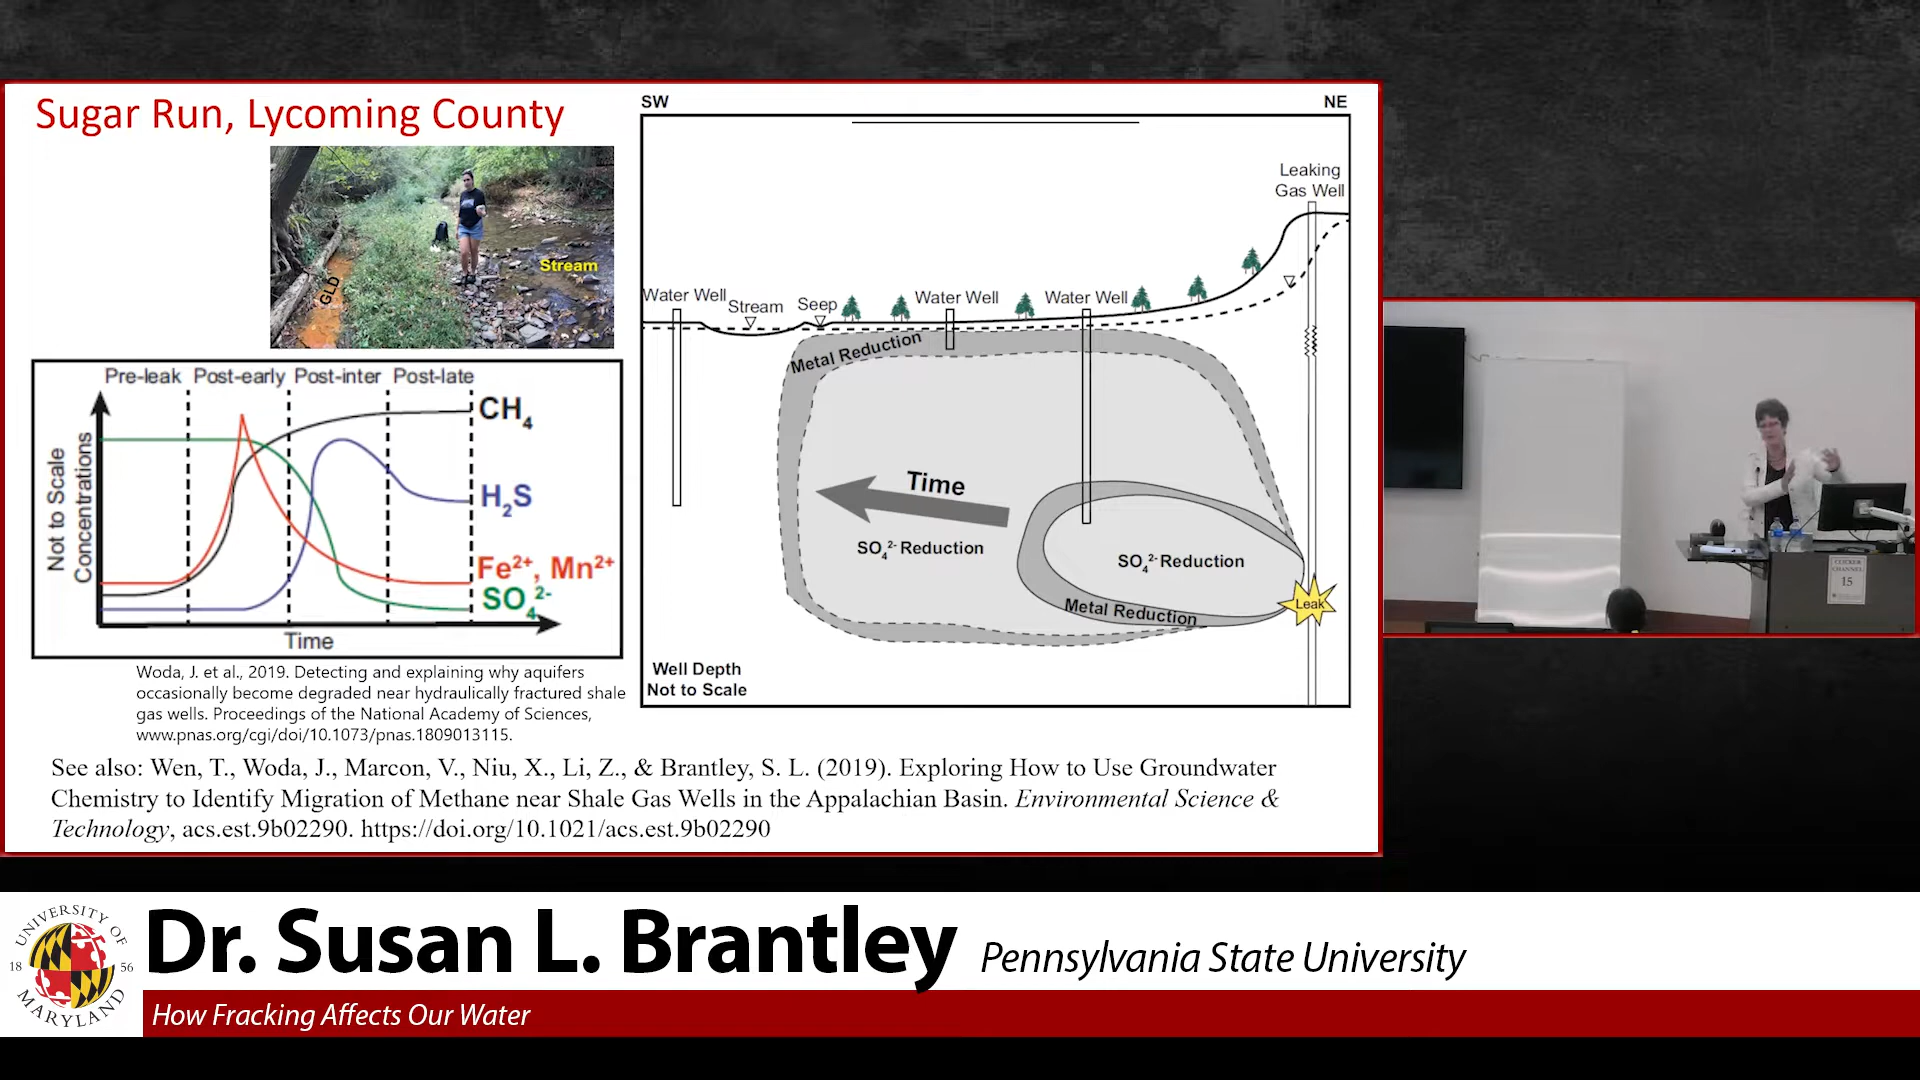 Sugar Run, Lycoming County
GLD
Stream
Pre-leak Post-early Post-inter Post-late
Not to Scale
Concentrations
CH4
H2S
Fe2+, Mn2+
SO42-
Time
Woda, J. et al., 2019. Detecting and explaining why aquifers
occasionally become degraded near hydraulically fractured shale
gas wells. Proceedings of the National Academy of Sciences,
www.pnas.org/cgi/doi/10.1073/pnas.1809013115.
SW
NE
Leaking
Gas Well
Water Well
Stream
Seep
Water Well
Water Well
Metal Reduction
Time
SO42- Reduction
SO42- Reduction
Metal Reduction
Leak
Well Depth
Not to Scale
See also: Wen, T., Woda, J., Marcon, V., Niu, X., Li, Z., & Brantley, S. L. (2019). Exploring How to Use Groundwater
Chemistry to Identify Migration of Methane near Shale Gas Wells in the Appalachian Basin. Environmental Science &
Technology, acs.est.9b02290. https://doi.org/10.1021/acs.est.9b02290
CLICKER
CHANNEL
15
UNIVERSITY OF
18 56
MARYLAND
Dr. Susan L. Brantley Pennsylvania State University
How Fracking Affects Our Water